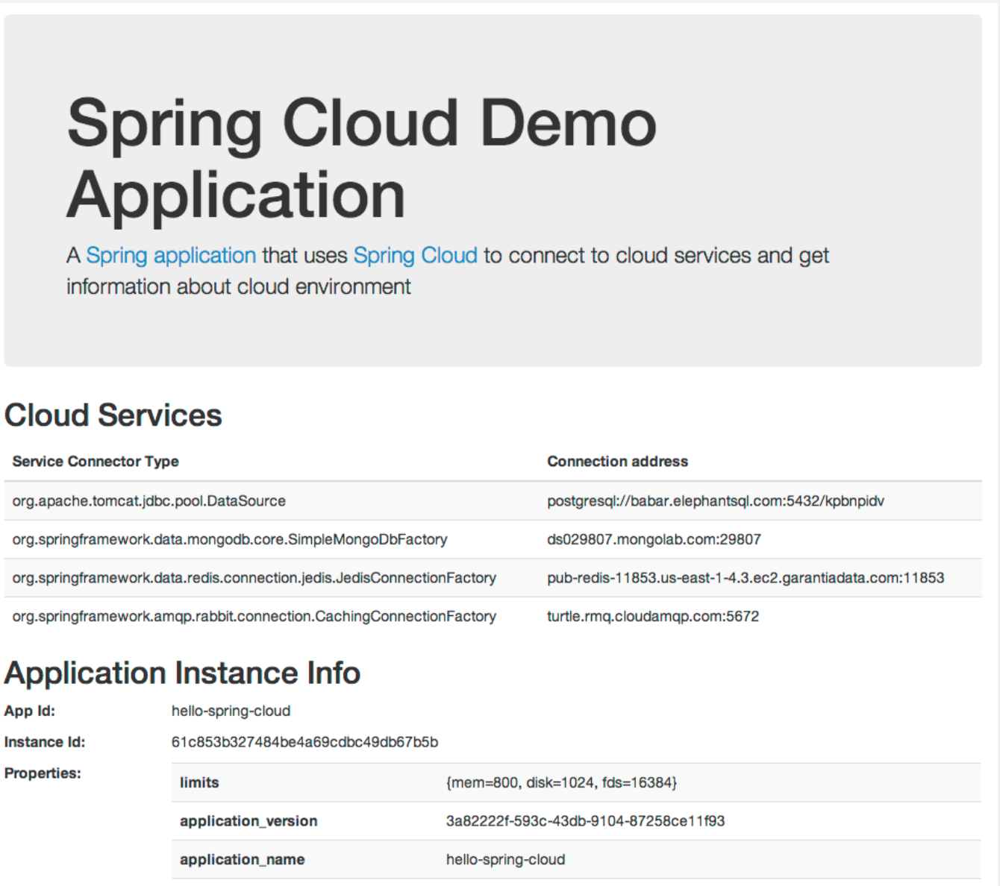 Spring Cloud Demo
Application
A Spring application that uses Spring Cloud to connect to cloud services and get
information about cloud environment
Cloud Services
Service Connector Type Connection address
org.apache.tomcat.jdbc.pool.DataSource postgresql://babar.elephantsql.com:5432/kpbnpidv
org.springframework.data.mongodb.core.SimpleMongoDbFactory ds029807.mongolab.com:29807
org.springframework.data.redis.connection.jedis.JedisConnectionFactory pub-redis-11853.us-east-1-4.3.ec2.garantiadata.com:11853
org.springframework.amqp.rabbit.connection.CachingConnectionFactory turtle.rmq.cloudamqp.com:5672
Application Instance Info
App Id: hello-spring-cloud
Instance Id: 61c853b327484be4a69cdbc49db67b5b
Properties: limits {mem=800, disk=1024, fds=16384}
application_version 3a82222f-593c-43db-9104-87258ce11f93
application_name hello-spring-cloud